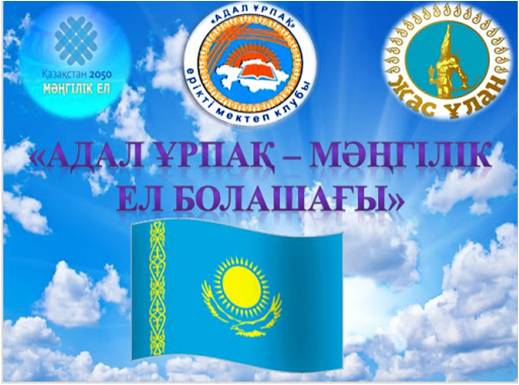 Қазақстан 2050
МӘҢГІЛІК ЕЛ
«АДАЛ ҰРПАҚ»
ерікті мектеп клубы
Жас Ұлан
«АДАЛ ҰРПАҚ – МӘҢГІЛІК
ЕЛ БОЛАШАҒЫ»